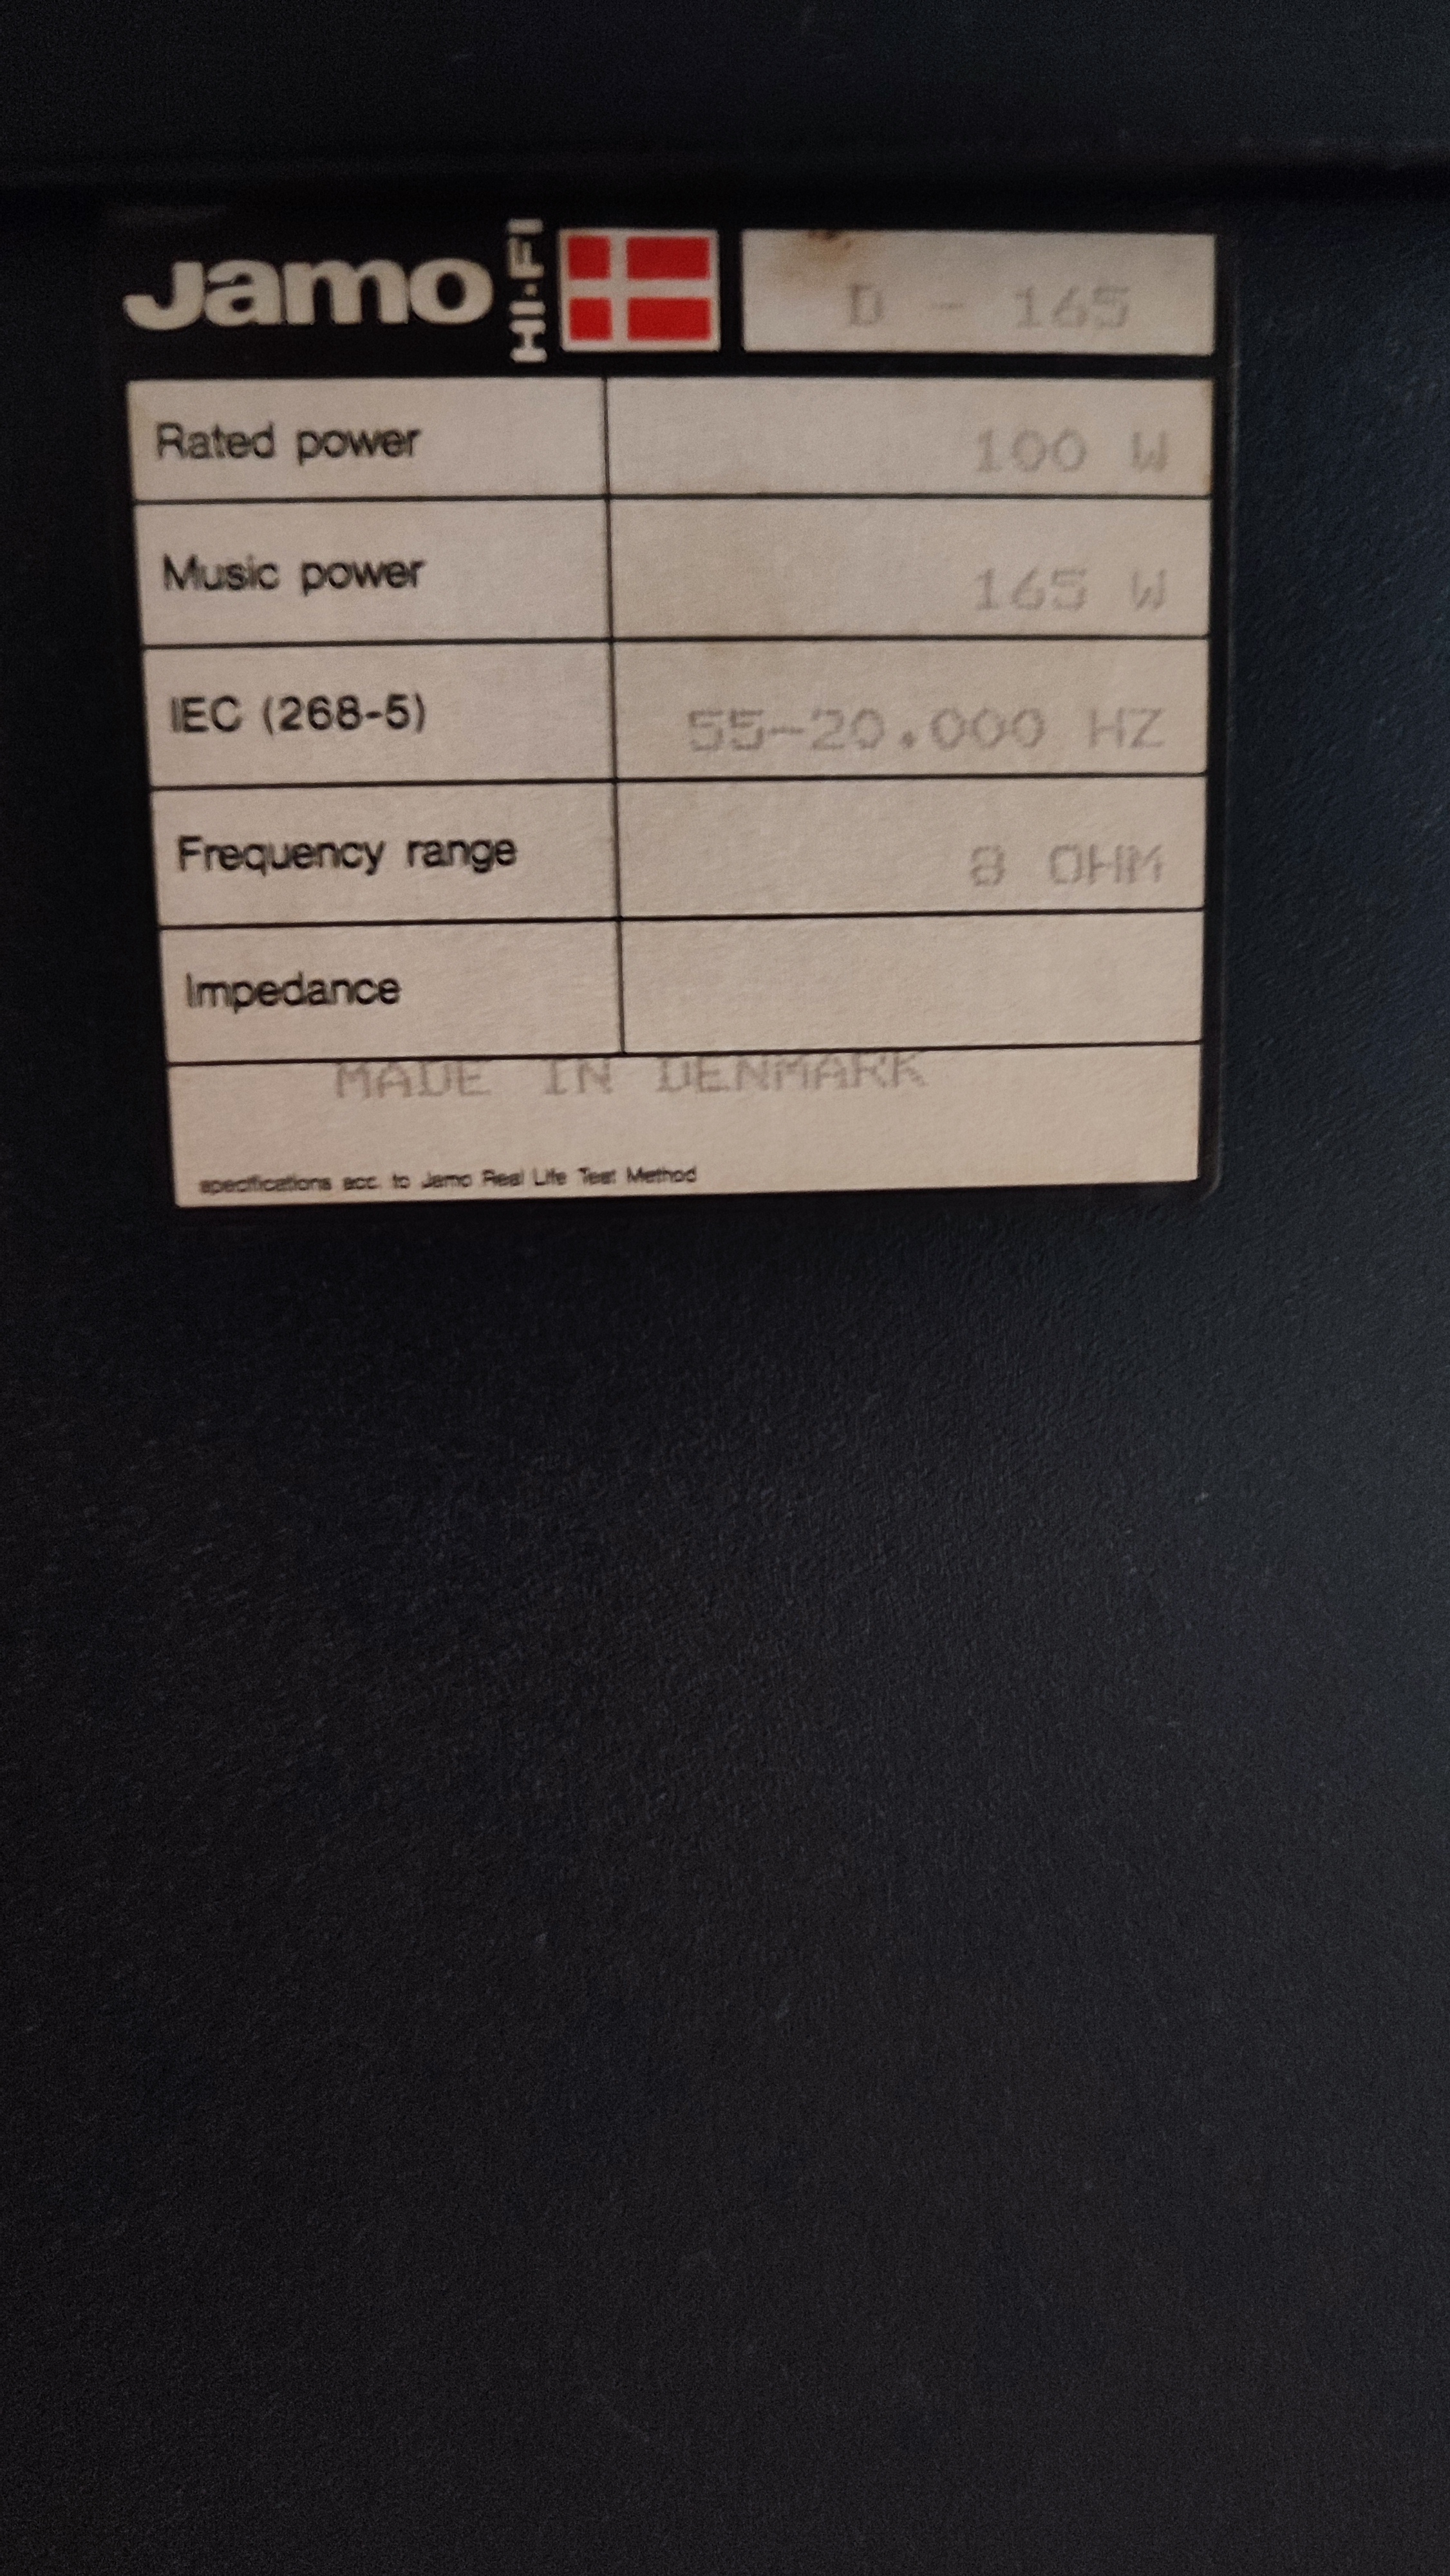 Jamo HI-FI D - 165
Rated power 100 W
Music power 165 W
IEC (268-5) 55-20.000 HZ
Frequency range 8 OHM
Impedance
MADE IN DENMARK
specifications acc. to Jamo Real Life Test Method